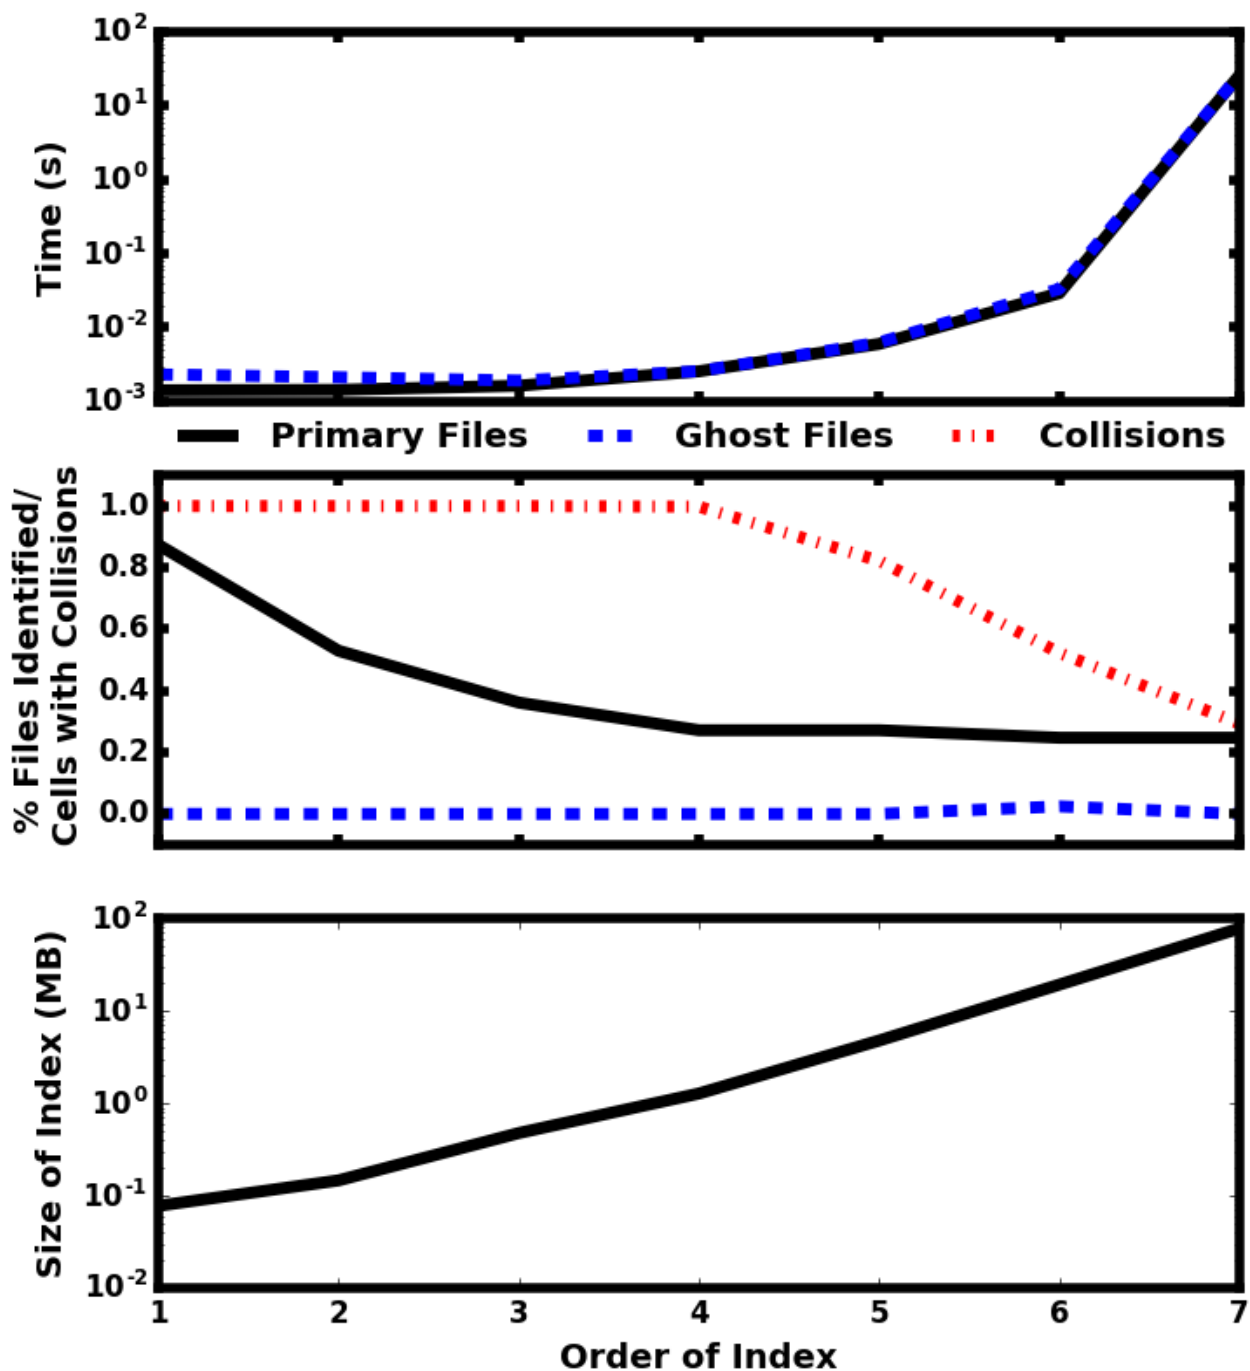 10²
10¹
10⁰
10⁻¹
10⁻²
10⁻³
Time (s)
Primary Files Ghost Files Collisions
1.0
0.8
0.6
0.4
0.2
0.0
% Files Identified/
Cells with Collisions
10²
10¹
10⁰
10⁻¹
10⁻²
Size of Index (MB)
1 2 3 4 5 6 7
Order of Index